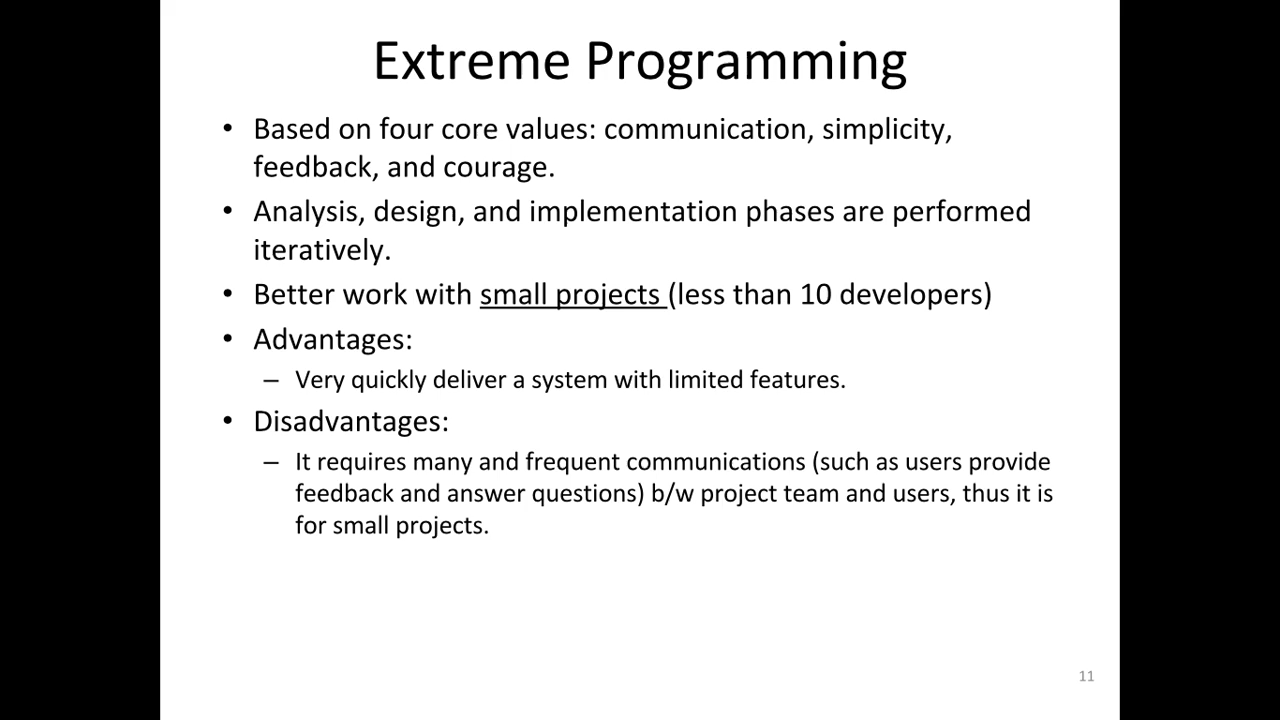 Extreme Programming
• Based on four core values: communication, simplicity,
feedback, and courage.
• Analysis, design, and implementation phases are performed
iteratively.
• Better work with small projects (less than 10 developers)
• Advantages:
– Very quickly deliver a system with limited features.
• Disadvantages:
– It requires many and frequent communications (such as users provide
feedback and answer questions) b/w project team and users, thus it is
for small projects.
11